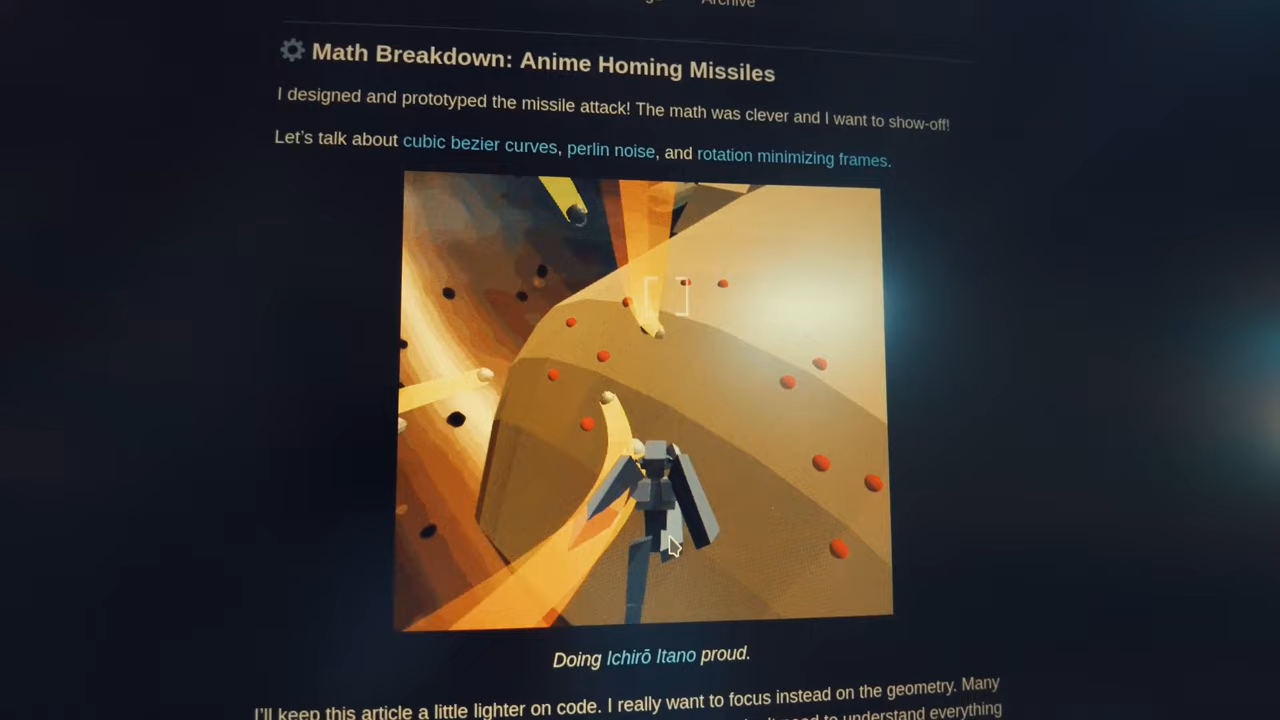 Archive
Math Breakdown: Anime Homing Missiles
I designed and prototyped the missile attack! The math was clever and I want to show-off!
Let's talk about cubic bezier curves, perlin noise, and rotation minimizing frames.
Doing Ichirō Itano proud.
I'll keep this article a little lighter on code. I really want to focus instead on the geometry. Many
need to understand everything